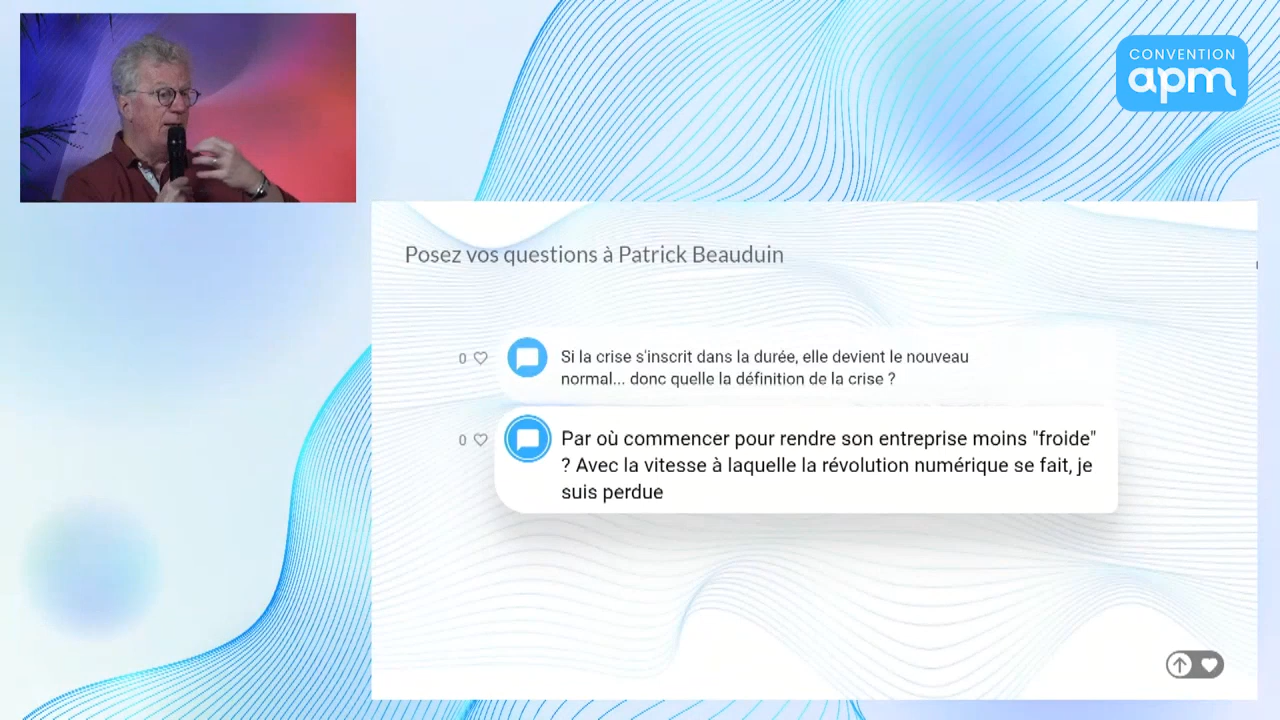 CONVENTION
apm
Posez vos questions à Patrick Beauduin
0
Si la crise s'inscrit dans la durée, elle devient le nouveau
normal... donc quelle la définition de la crise ?
0
Par où commencer pour rendre son entreprise moins "froide"
? Avec la vitesse à laquelle la révolution numérique se fait, je
suis perdue